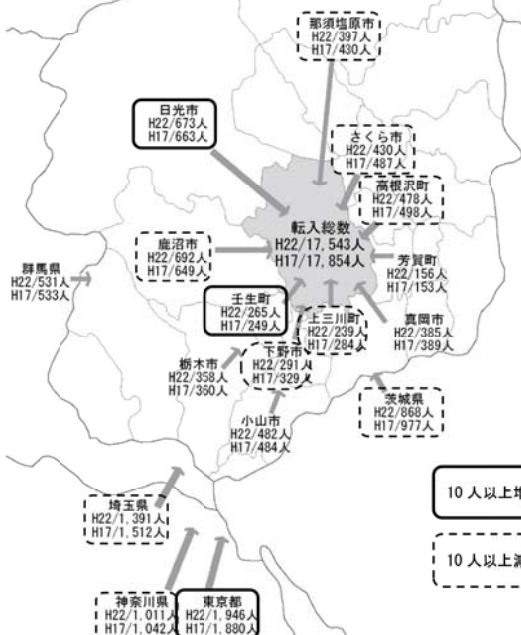 那須塩原市
H22/397人
H17/430人
日光市
H22/673人
H17/663人
さくら市
H22/430人
H17/487人
高根沢町
H22/478人
H17/498人
転入総数
H22/17,543人
H17/17,854人
鹿沼市
H22/692人
H17/649人
芳賀町
H22/156人
H17/153人
群馬県
H22/531人
H17/533人
壬生町
H22/265人
H17/249人
上三川町
H22/239人
H17/284人
真岡市
H22/385人
H17/389人
下野市
H22/291人
H17/329人
栃木市
H22/358人
H17/360人
茨城県
H22/868人
H17/977人
小山市
H22/482人
H17/484人
埼玉県
H22/1,391人
H17/1,512人
10人以上増
10人以上減
神奈川県
H22/1,011人
H17/1,042人
東京都
H22/1,946人
H17/1,880人